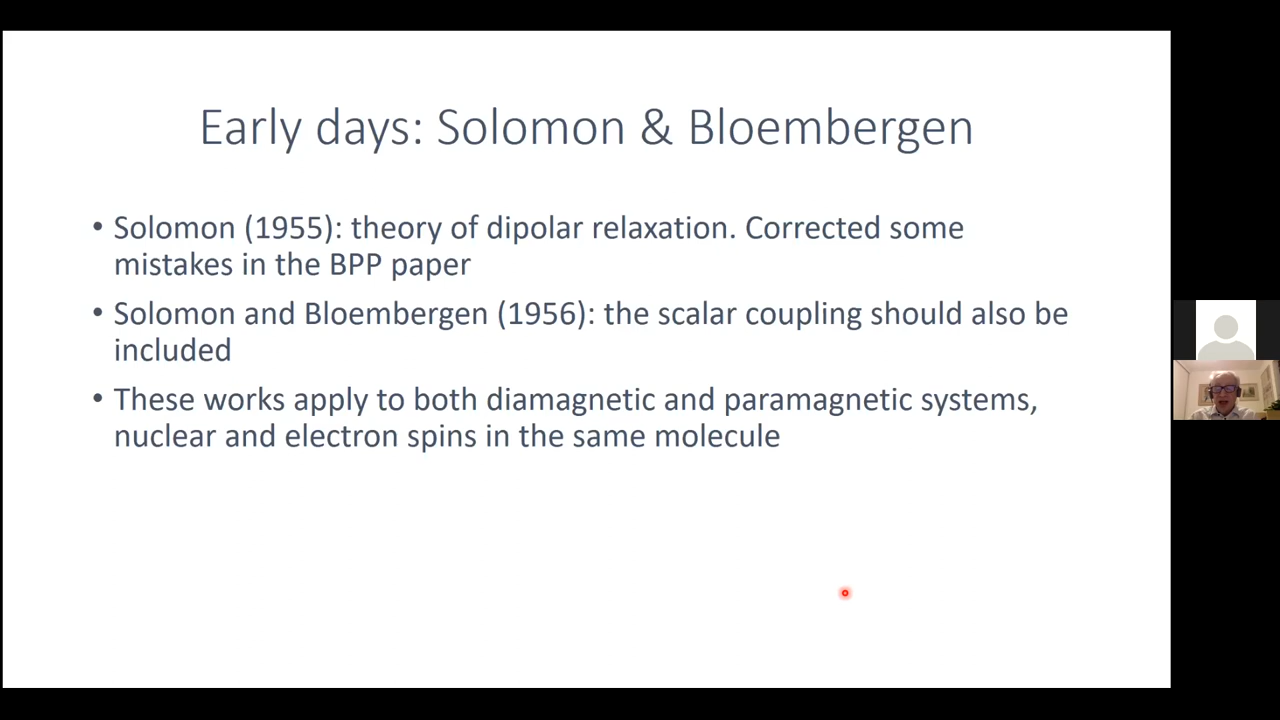 Early days: Solomon & Bloembergen
• Solomon (1955): theory of dipolar relaxation. Corrected some
mistakes in the BPP paper
• Solomon and Bloembergen (1956): the scalar coupling should also be
included
• These works apply to both diamagnetic and paramagnetic systems,
nuclear and electron spins in the same molecule